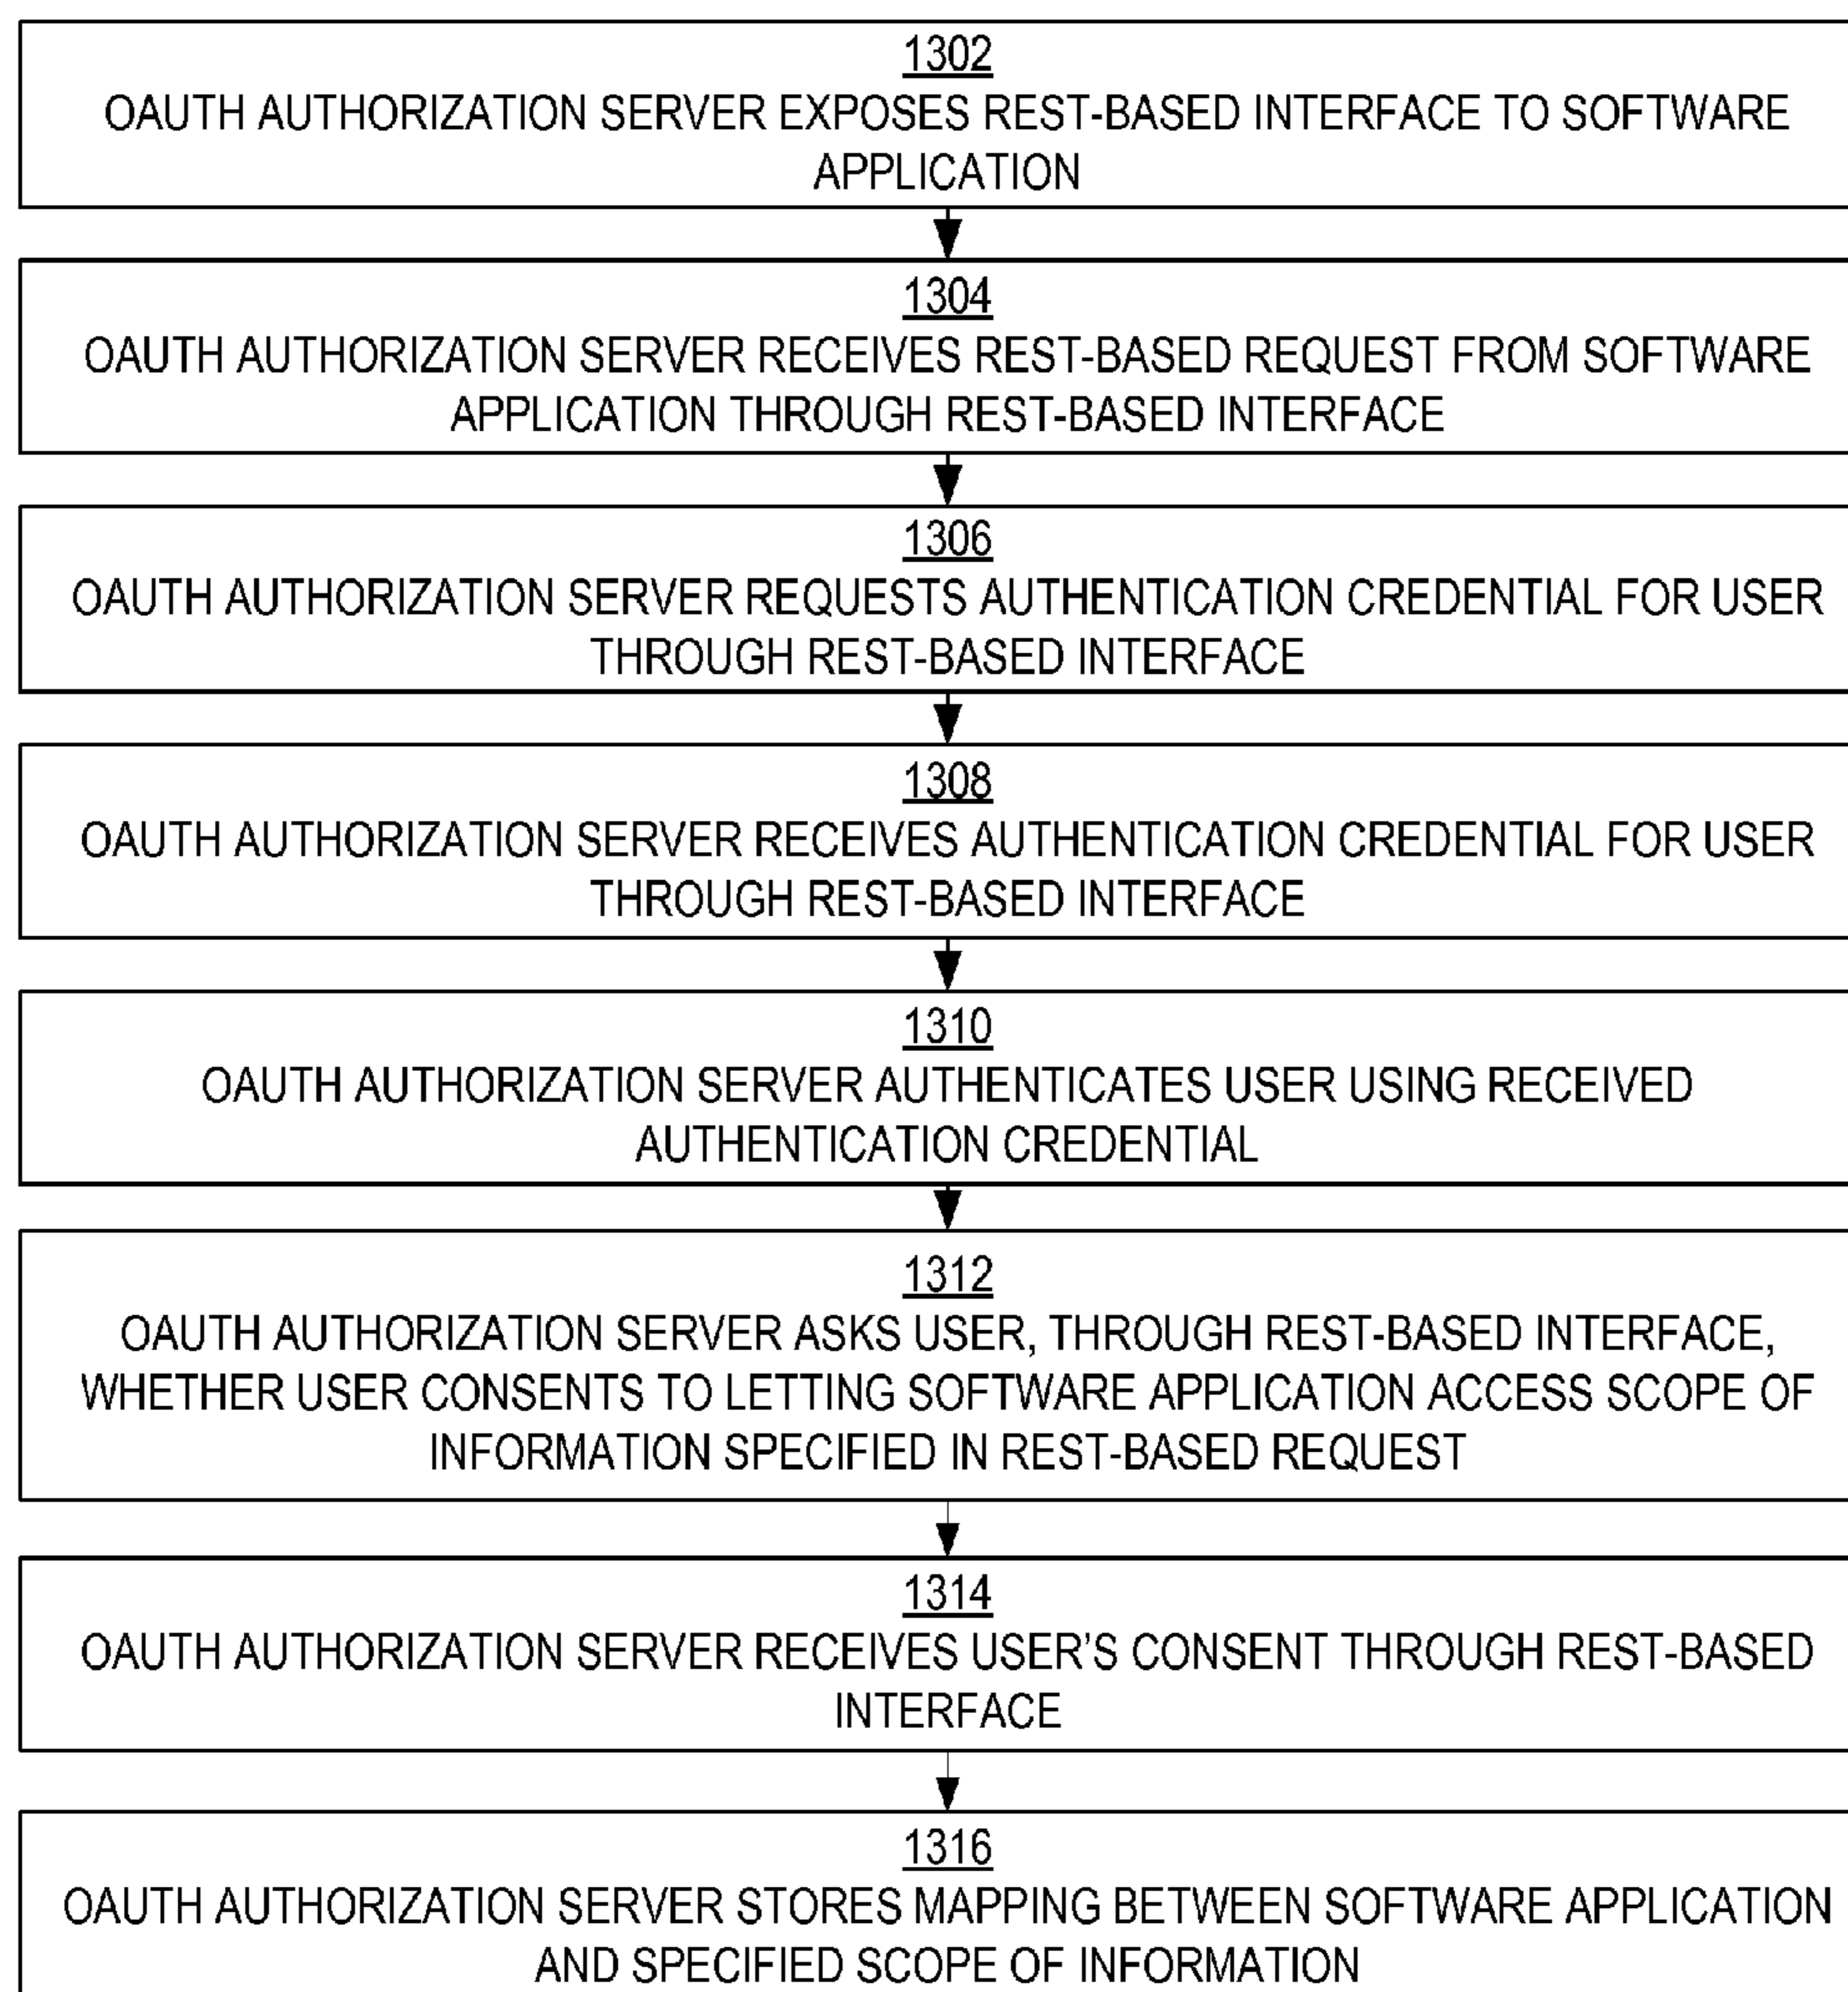 1302
OAUTH AUTHORIZATION SERVER EXPOSES REST-BASED INTERFACE TO SOFTWARE
APPLICATION
1304
OAUTH AUTHORIZATION SERVER RECEIVES REST-BASED REQUEST FROM SOFTWARE
APPLICATION THROUGH REST-BASED INTERFACE
1306
OAUTH AUTHORIZATION SERVER REQUESTS AUTHENTICATION CREDENTIAL FOR USER
THROUGH REST-BASED INTERFACE
1308
OAUTH AUTHORIZATION SERVER RECEIVES AUTHENTICATION CREDENTIAL FOR USER
THROUGH REST-BASED INTERFACE
1310
OAUTH AUTHORIZATION SERVER AUTHENTICATES USER USING RECEIVED
AUTHENTICATION CREDENTIAL
1312
OAUTH AUTHORIZATION SERVER ASKS USER, THROUGH REST-BASED INTERFACE,
WHETHER USER CONSENTS TO LETTING SOFTWARE APPLICATION ACCESS SCOPE OF
INFORMATION SPECIFIED IN REST-BASED REQUEST
1314
OAUTH AUTHORIZATION SERVER RECEIVES USER'S CONSENT THROUGH REST-BASED
INTERFACE
1316
OAUTH AUTHORIZATION SERVER STORES MAPPING BETWEEN SOFTWARE APPLICATION
AND SPECIFIED SCOPE OF INFORMATION